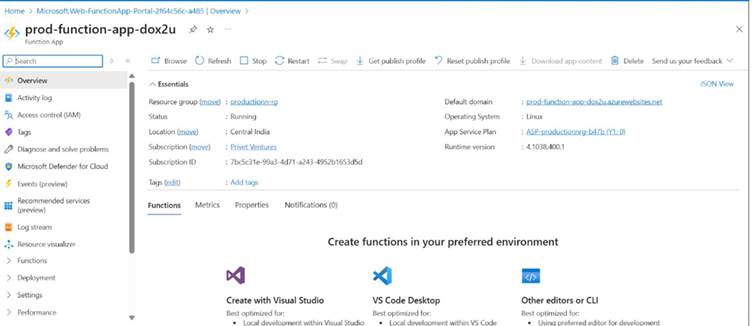 Home > Microsoft.Web-FunctionApp-Portal-2f64c56c-a485 | Overview >
prod-function-app-dox2u
Function App
Search
Overview
Activity log
Access control (IAM)
Tags
Diagnose and solve problems
Microsoft Defender for Cloud
Events (preview)
Recommended services (preview)
Log stream
Resource visualizer
Functions
Deployment
Settings
Performance
Browse Refresh Stop Restart Swap Get publish profile Reset publish profile Download app content Delete Send us your feedback
Essentials JSON View
Resource group (move) : productionn-rg
Status : Running
Location (move) : Central India
Subscription (move) : Privet Ventures
Subscription ID : 7bc5c31e-99a3-4d71-a243-4952b1653d5d
Default domain : prod-function-app-dox2u.azurewebsites.net
Operating System : Linux
App Service Plan : ASP-productionnrg-b47b (Y1: 0)
Runtime version : 4.1038.400.1
Tags (edit) : Add tags
Functions Metrics Properties Notifications (0)
Create functions in your preferred environment
Create with Visual Studio
Best optimized for:
• Local development within Visual Studio
VS Code Desktop
Best optimized for:
• Local development within VS Code
Other editors or CLI
Best optimized for:
• Using preferred editor for development